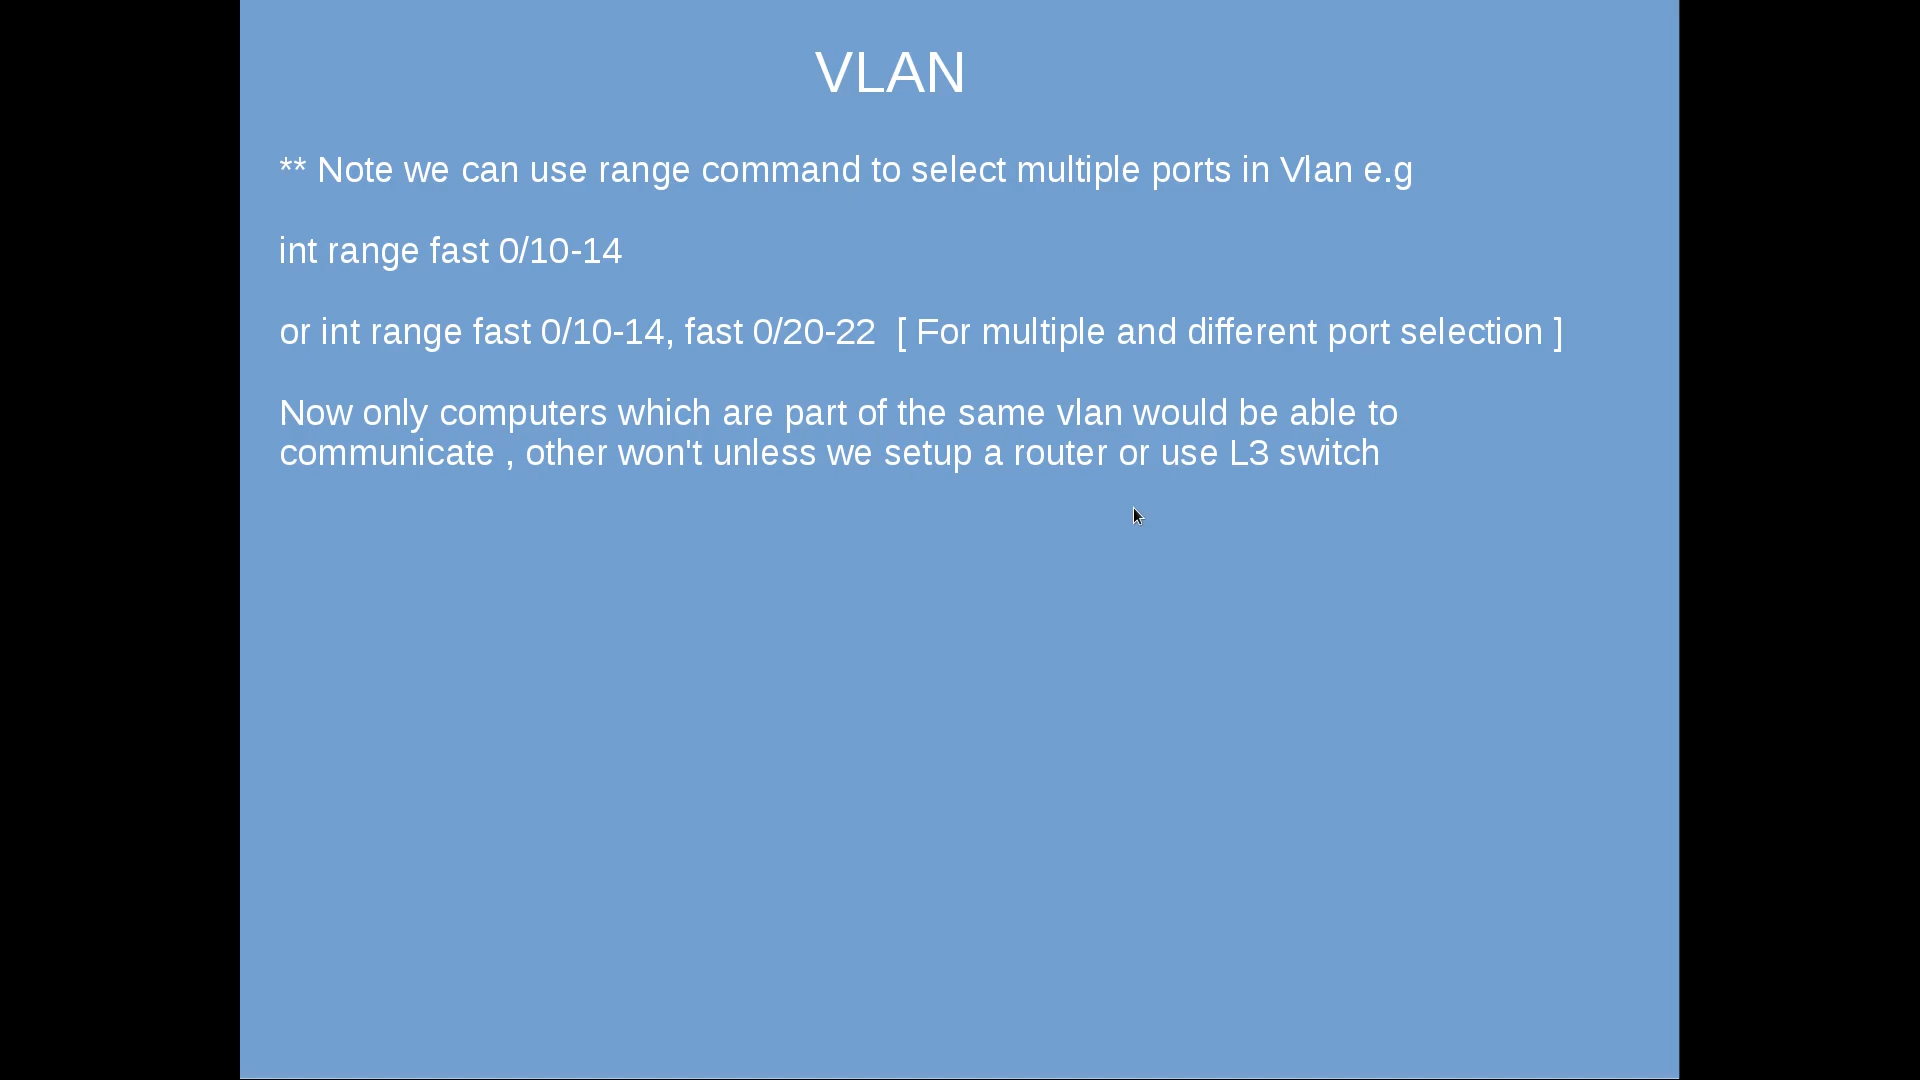 VLAN
** Note we can use range command to select multiple ports in Vlan e.g
int range fast 0/10-14
or int range fast 0/10-14, fast 0/20-22  [ For multiple and different port selection ]
Now only computers which are part of the same vlan would be able to
communicate , other won't unless we setup a router or use L3 switch